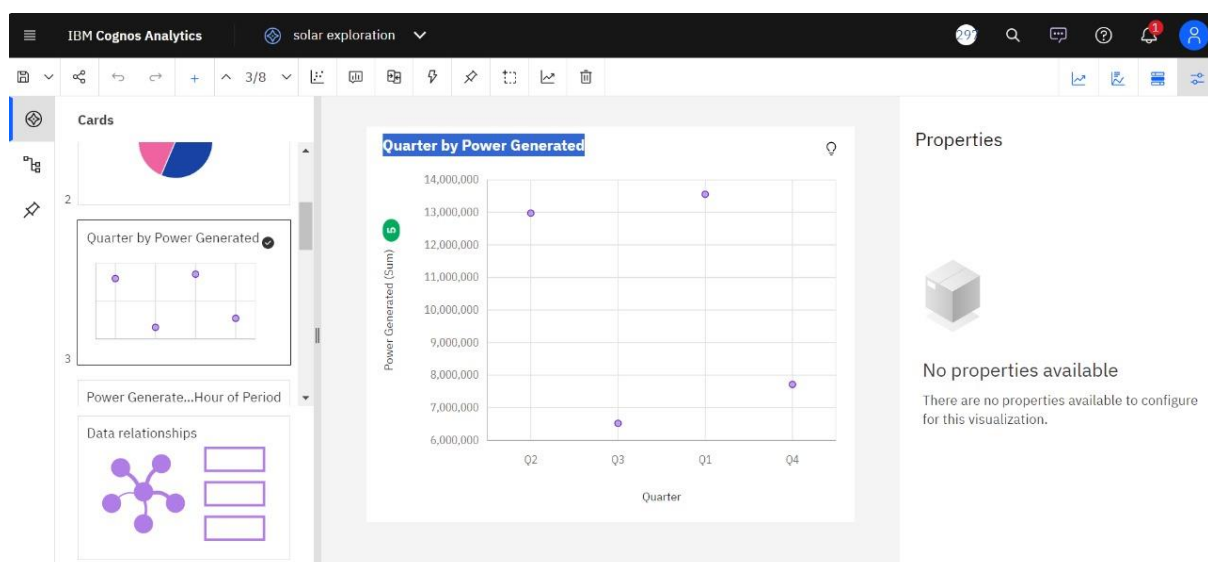 IBM Cognos Analytics
solar exploration
297
1
3/8
Cards
2
Quarter by Power Generated
3
Power Generate...Hour of Period
Data relationships
Quarter by Power Generated
14,000,000
13,000,000
12,000,000
11,000,000
10,000,000
9,000,000
8,000,000
7,000,000
6,000,000
Power Generated (Sum)
5
Q2 Q3 Q1 Q4
Quarter
Properties
No properties available
There are no properties available to configure
for this visualization.